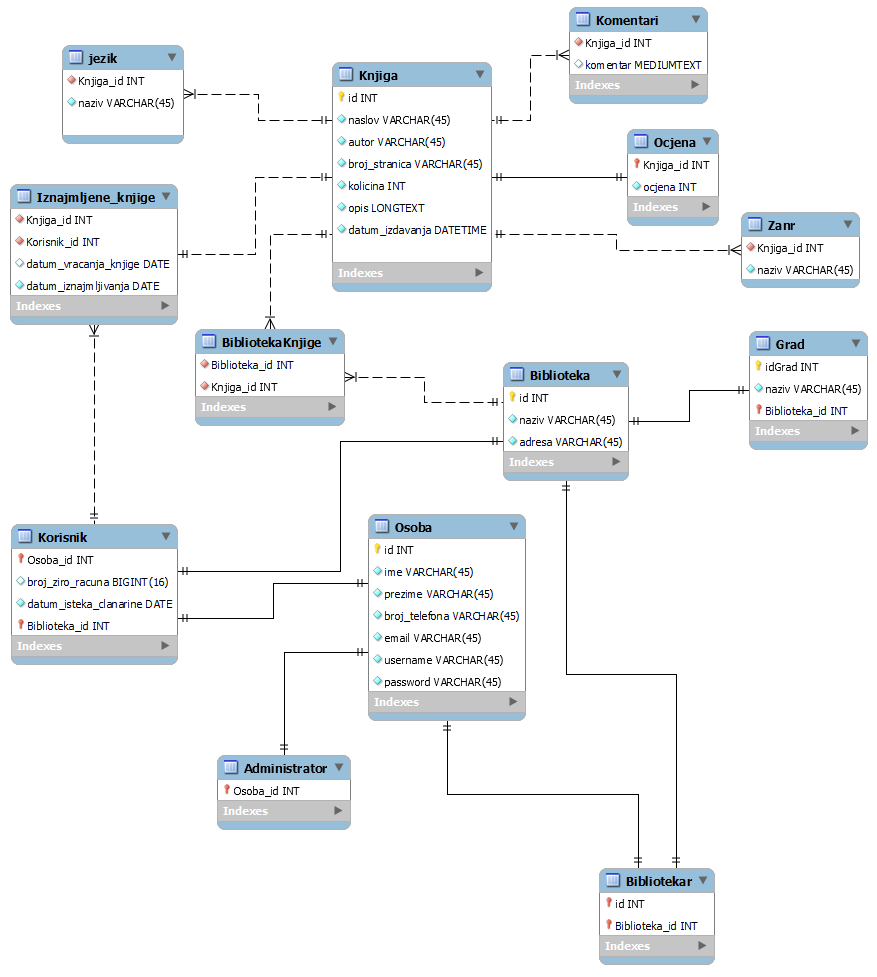 jezik
Knjiga_id INT
naziv VARCHAR(45)
Knjiga
id INT
naslov VARCHAR(45)
autor VARCHAR(45)
broj_stranica VARCHAR(45)
kolicina INT
opis LONGTEXT
datum_izdavanja DATETIME
Indexes
Komentari
Knjiga_id INT
komentar MEDIUMTEXT
Indexes
Ocjena
Knjiga_id INT
ocjena INT
Indexes
Iznajmljene_knjige
Knjiga_id INT
Korisnik_id INT
datum_vracanja_knjige DATE
datum_iznajmljivanja DATE
Indexes
Zanr
Knjiga_id INT
naziv VARCHAR(45)
BibliotekaKnjige
Biblioteka_id INT
Knjiga_id INT
Indexes
Biblioteka
id INT
naziv VARCHAR(45)
adresa VARCHAR(45)
Indexes
Grad
idGrad INT
naziv VARCHAR(45)
Biblioteka_id INT
Indexes
Korisnik
Osoba_id INT
broj_ziro_racuna BIGINT(16)
datum_isteka_clanarine DATE
Biblioteka_id INT
Indexes
Osoba
id INT
ime VARCHAR(45)
prezime VARCHAR(45)
broj_telefona VARCHAR(45)
email VARCHAR(45)
username VARCHAR(45)
password VARCHAR(45)
Indexes
Administrator
Osoba_id INT
Indexes
Bibliotekar
id INT
Biblioteka_id INT
Indexes